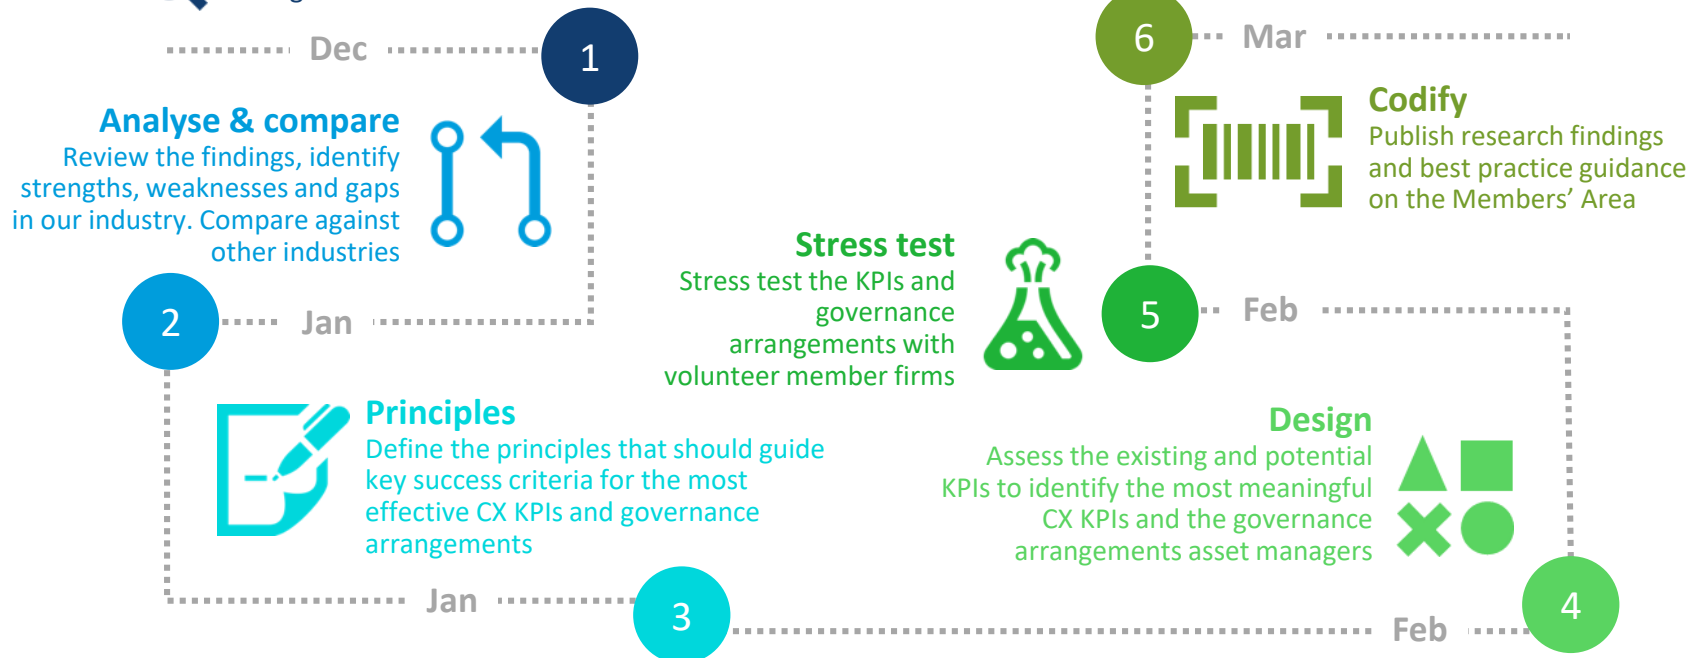 Dec
1
Analyse & compare
Review the findings, identify
strengths, weaknesses and gaps
in our industry. Compare against
other industries
2
Jan
Principles
Define the principles that should guide
key success criteria for the most
effective CX KPIs and governance
arrangements
Jan
3
Feb
4
Design
Assess the existing and potential
KPIs to identify the most meaningful
CX KPIs and the governance
arrangements asset managers
Stress test
Stress test the KPIs and
governance
arrangements with
volunteer member firms
5
Feb
6
Mar
Codify
Publish research findings
and best practice guidance
on the Members’ Area